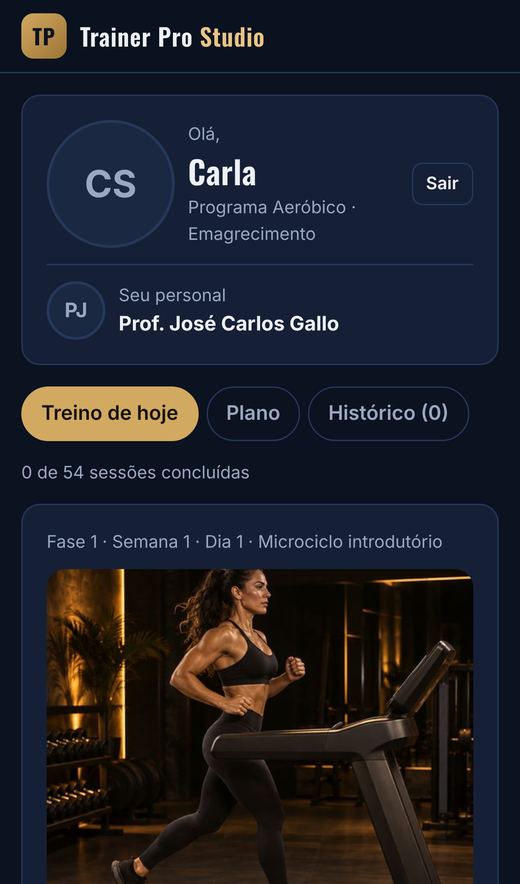 TP Trainer Pro Studio
CS
Olá,
Carla
Programa Aeróbico ·
Emagrecimento
Sair
PJ
Seu personal
Prof. José Carlos Gallo
Treino de hoje
Plano
Histórico (0)
0 de 54 sessões concluídas
Fase 1 · Semana 1 · Dia 1 · Microciclo introdutório